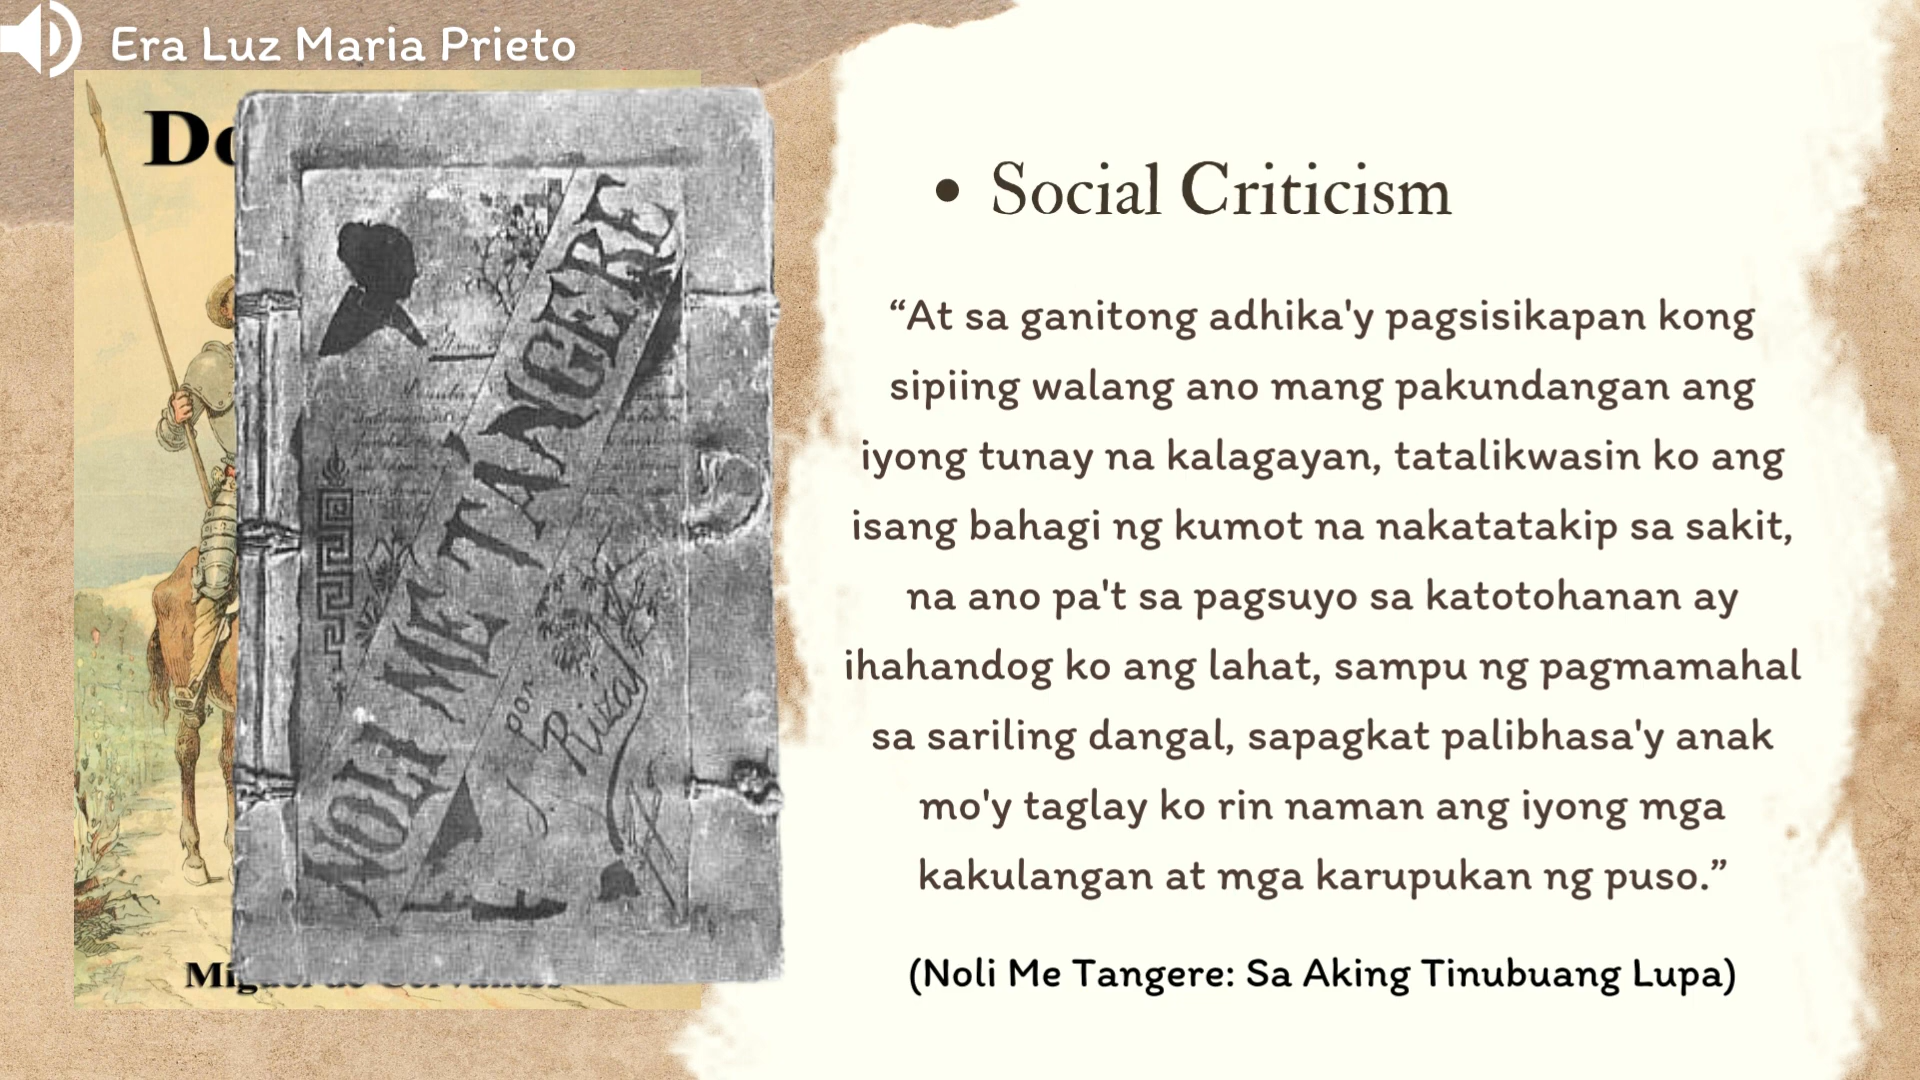 Era Luz Maria Prieto
NOLI ME TANGERE
por
J Rizal
• Social Criticism
“At sa ganitong adhika'y pagsisikapan kong
sipiing walang ano mang pakundangan ang
iyong tunay na kalagayan, tatalikwasin ko ang
isang bahagi ng kumot na nakatatakip sa sakit,
na ano pa't sa pagsuyo sa katotohanan ay
ihahandog ko ang lahat, sampu ng pagmamahal
sa sariling dangal, sapagkat palibhasa'y anak
mo'y taglay ko rin naman ang iyong mga
kakulangan at mga karupukan ng puso.”
(Noli Me Tangere: Sa Aking Tinubuang Lupa)